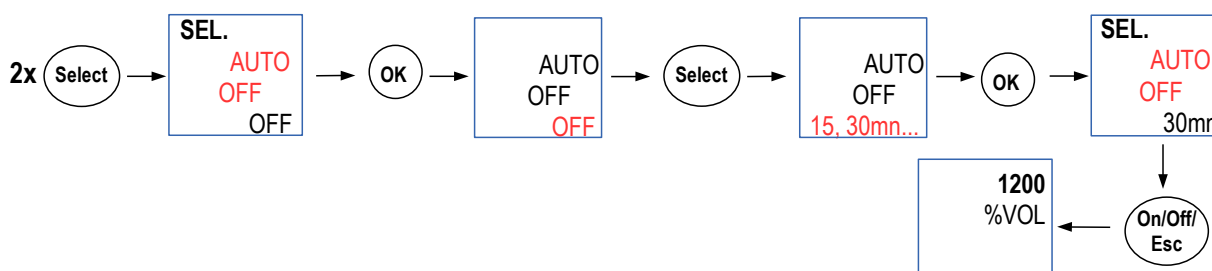 2x
Select
SEL.
AUTO
OFF
OFF
OK
AUTO
OFF
OFF
Select
AUTO
OFF
15, 30mn...
OK
SEL.
AUTO
OFF
30mn
On/Off/
Esc
1200
%VOL